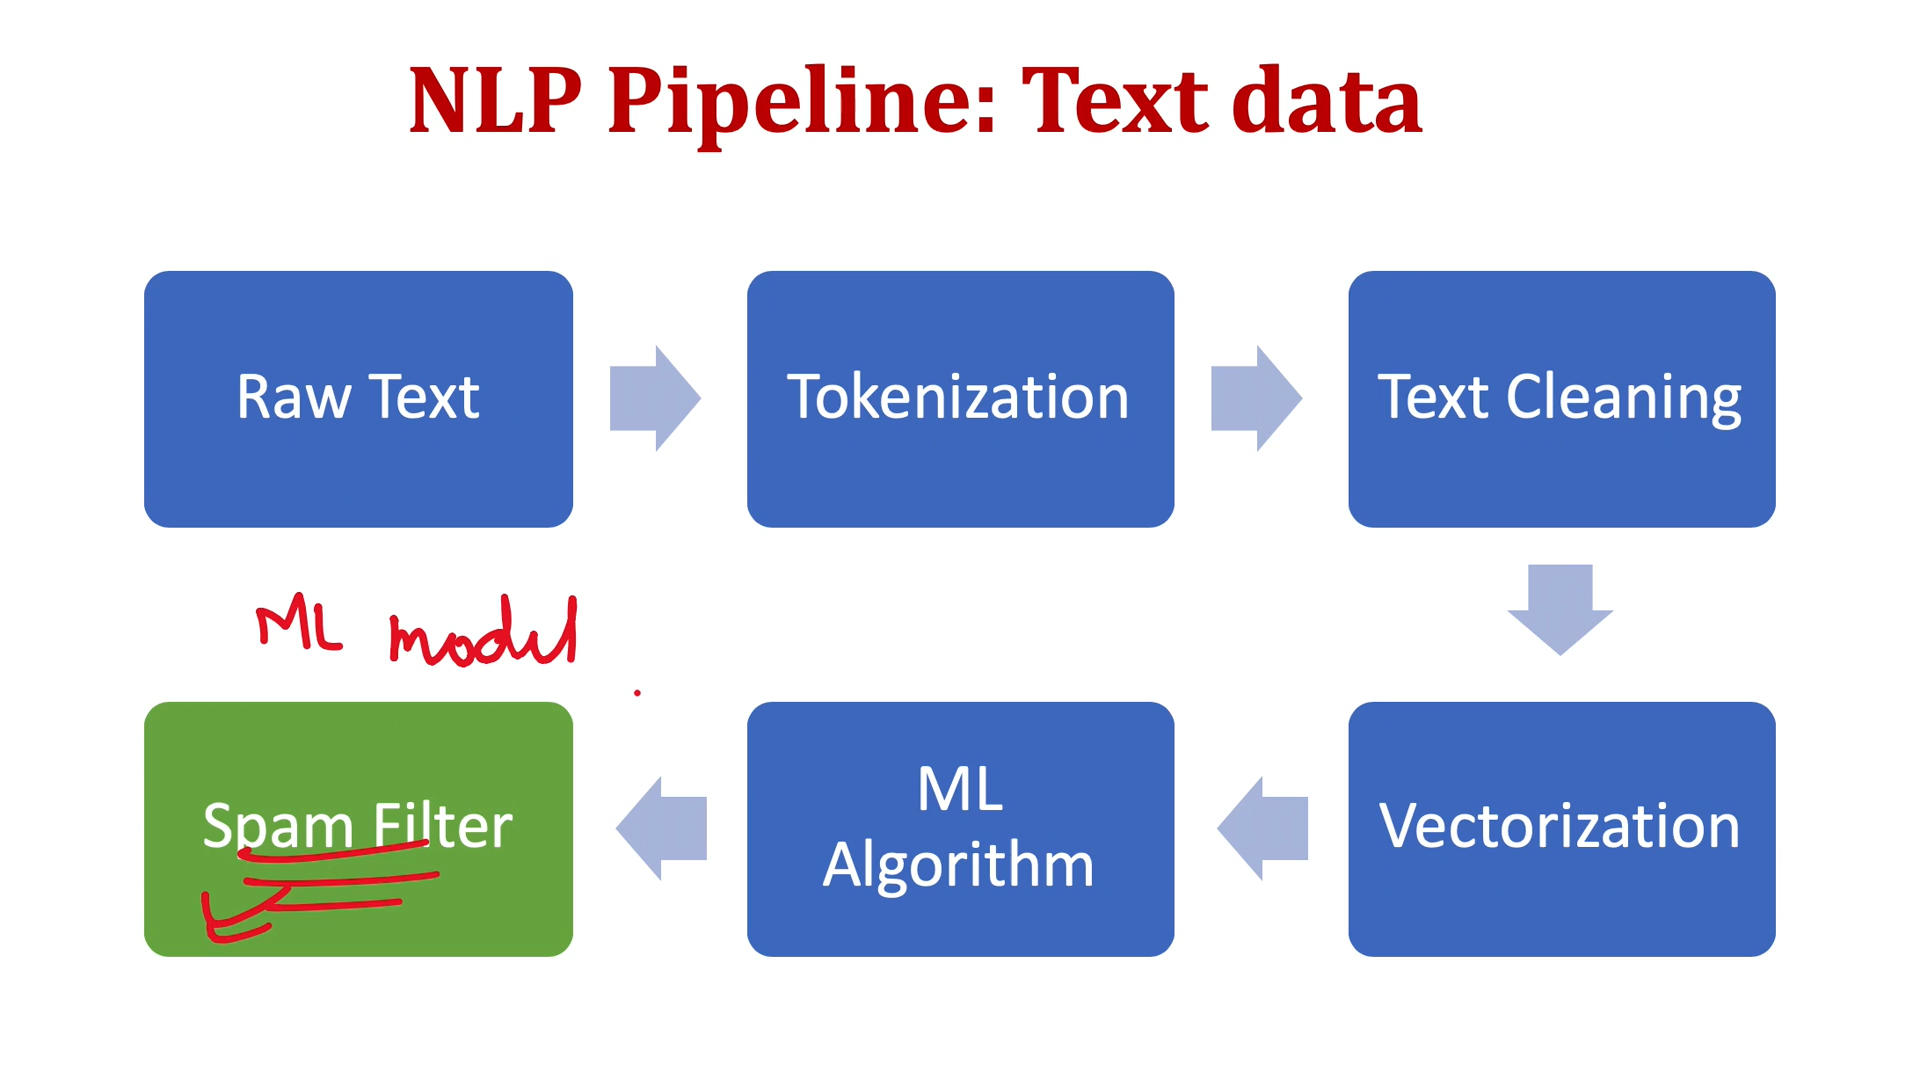 NLP Pipeline: Text data
Raw Text
Tokenization
Text Cleaning
ML model
Spam Filter
ML
Algorithm
Vectorization